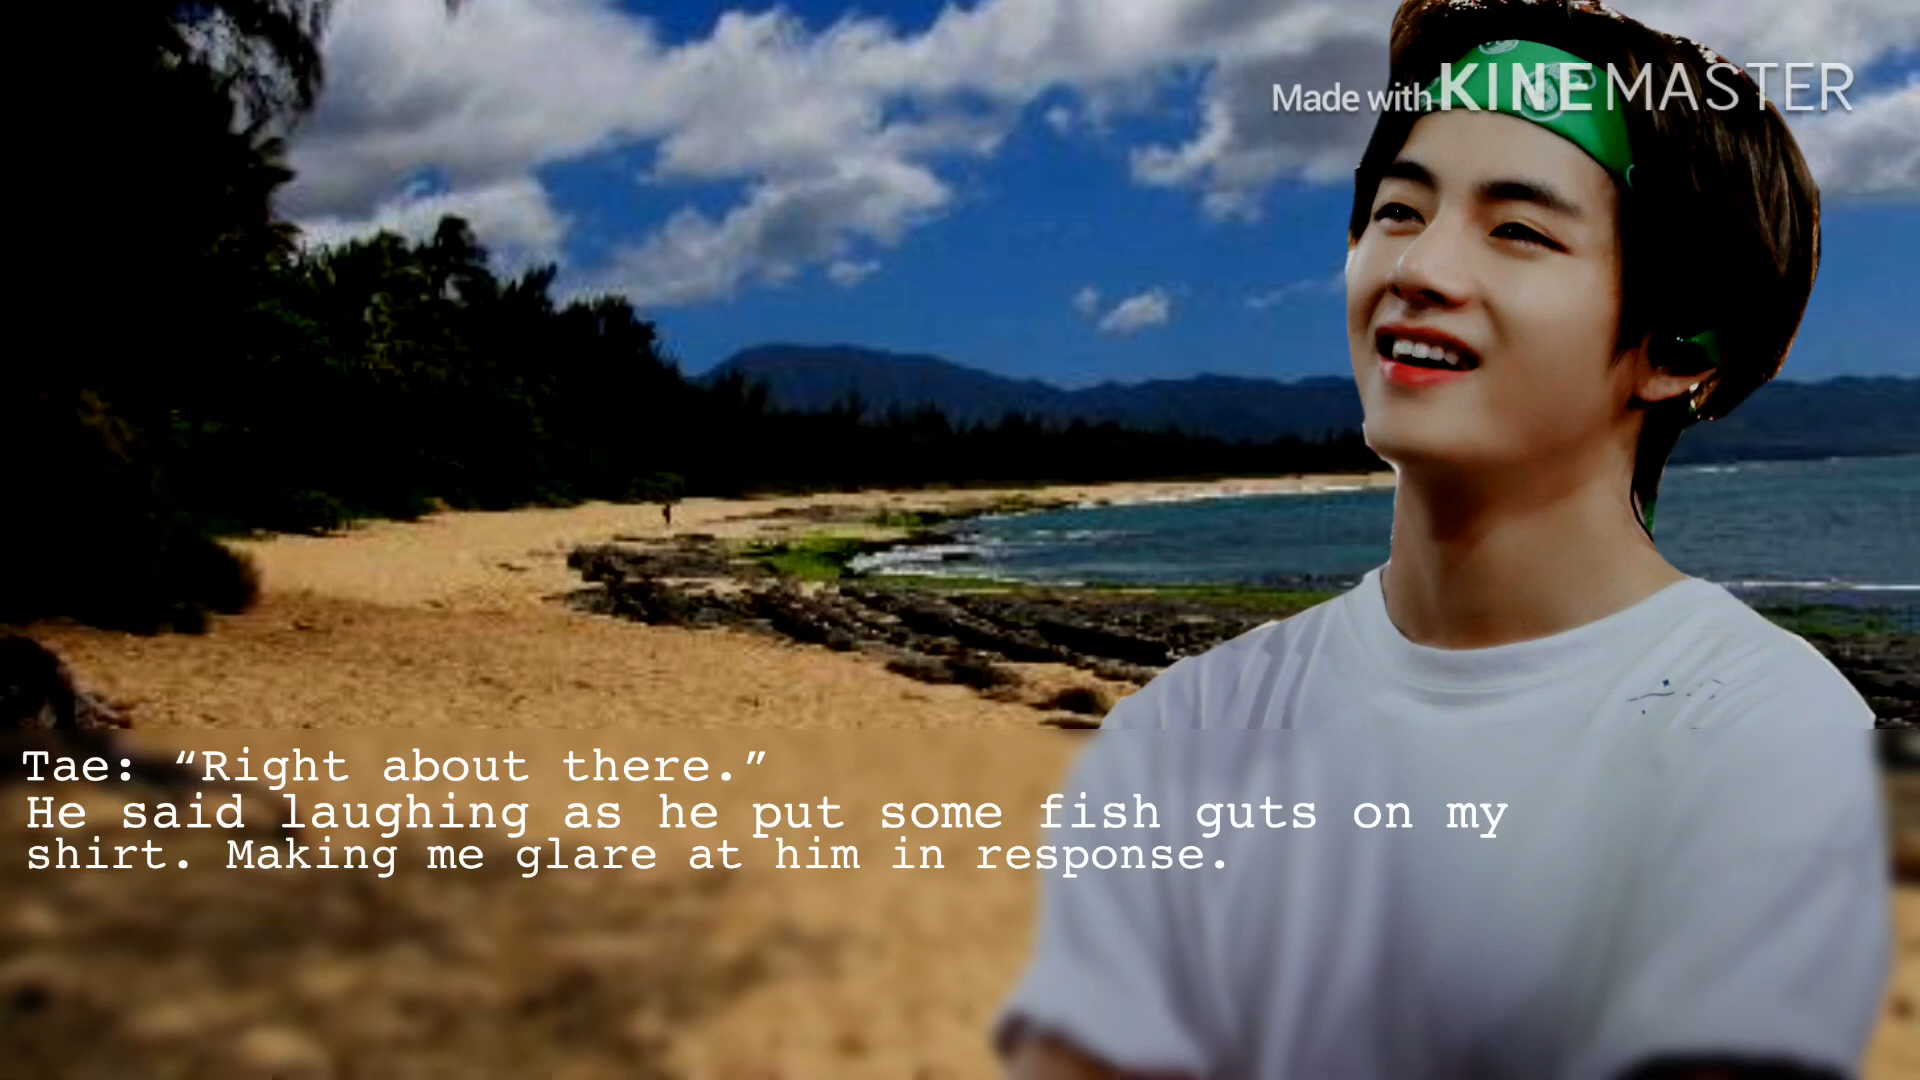 Made with KINEMASTER
Tae: “Right about there.”
He said laughing as he put some fish guts on my
shirt. Making me glare at him in response.